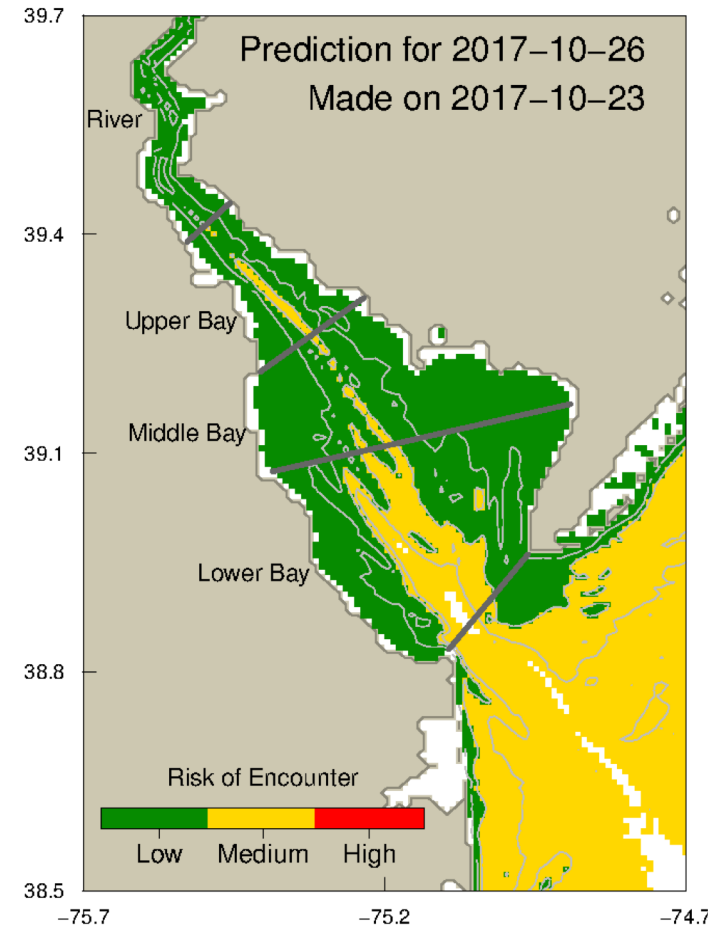 39.7
Prediction for 2017−10−26
Made on 2017−10−23
River
39.4
Upper Bay
Middle Bay
39.1
Lower Bay
38.8
Risk of Encounter
Low Medium High
38.5
−75.7 −75.2 −74.7